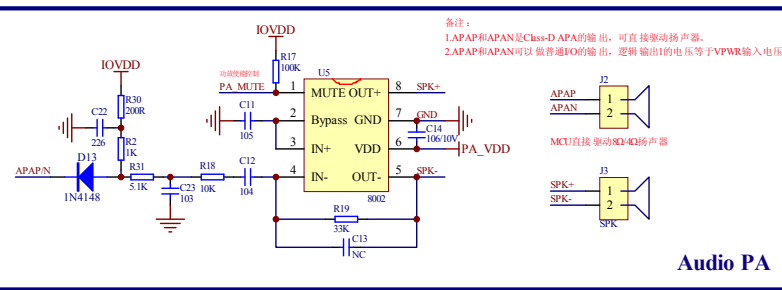 备注：
1.APAP和APAN是Class-D APA的输出，可直接驱动扬声器。
2.APAP和APAN可以做普通I/O的输出，逻辑输出1的电压等于VPWR输入电压
IOVDD
R17
100K
功放使能控制
PA_MUTE
U5
1
MUTE
OUT+
8
SPK+
2
Bypass
GND
7
GND
3
IN+
VDD
6
PA_VDD
4
IN-
OUT-
5
SPK-
8002
C11
105
C14
106/10V
IOVDD
R30
200R
C22
226
R2
1K
D13
APAP/N
1N4148
R31
5.1K
C23
103
R18
10K
C12
104
R19
33K
C13
NC
J2
APAP
1
APAN
2
MCU直接驱动8Ω/4Ω扬声器
J3
SPK+
1
SPK-
2
SPK
Audio PA